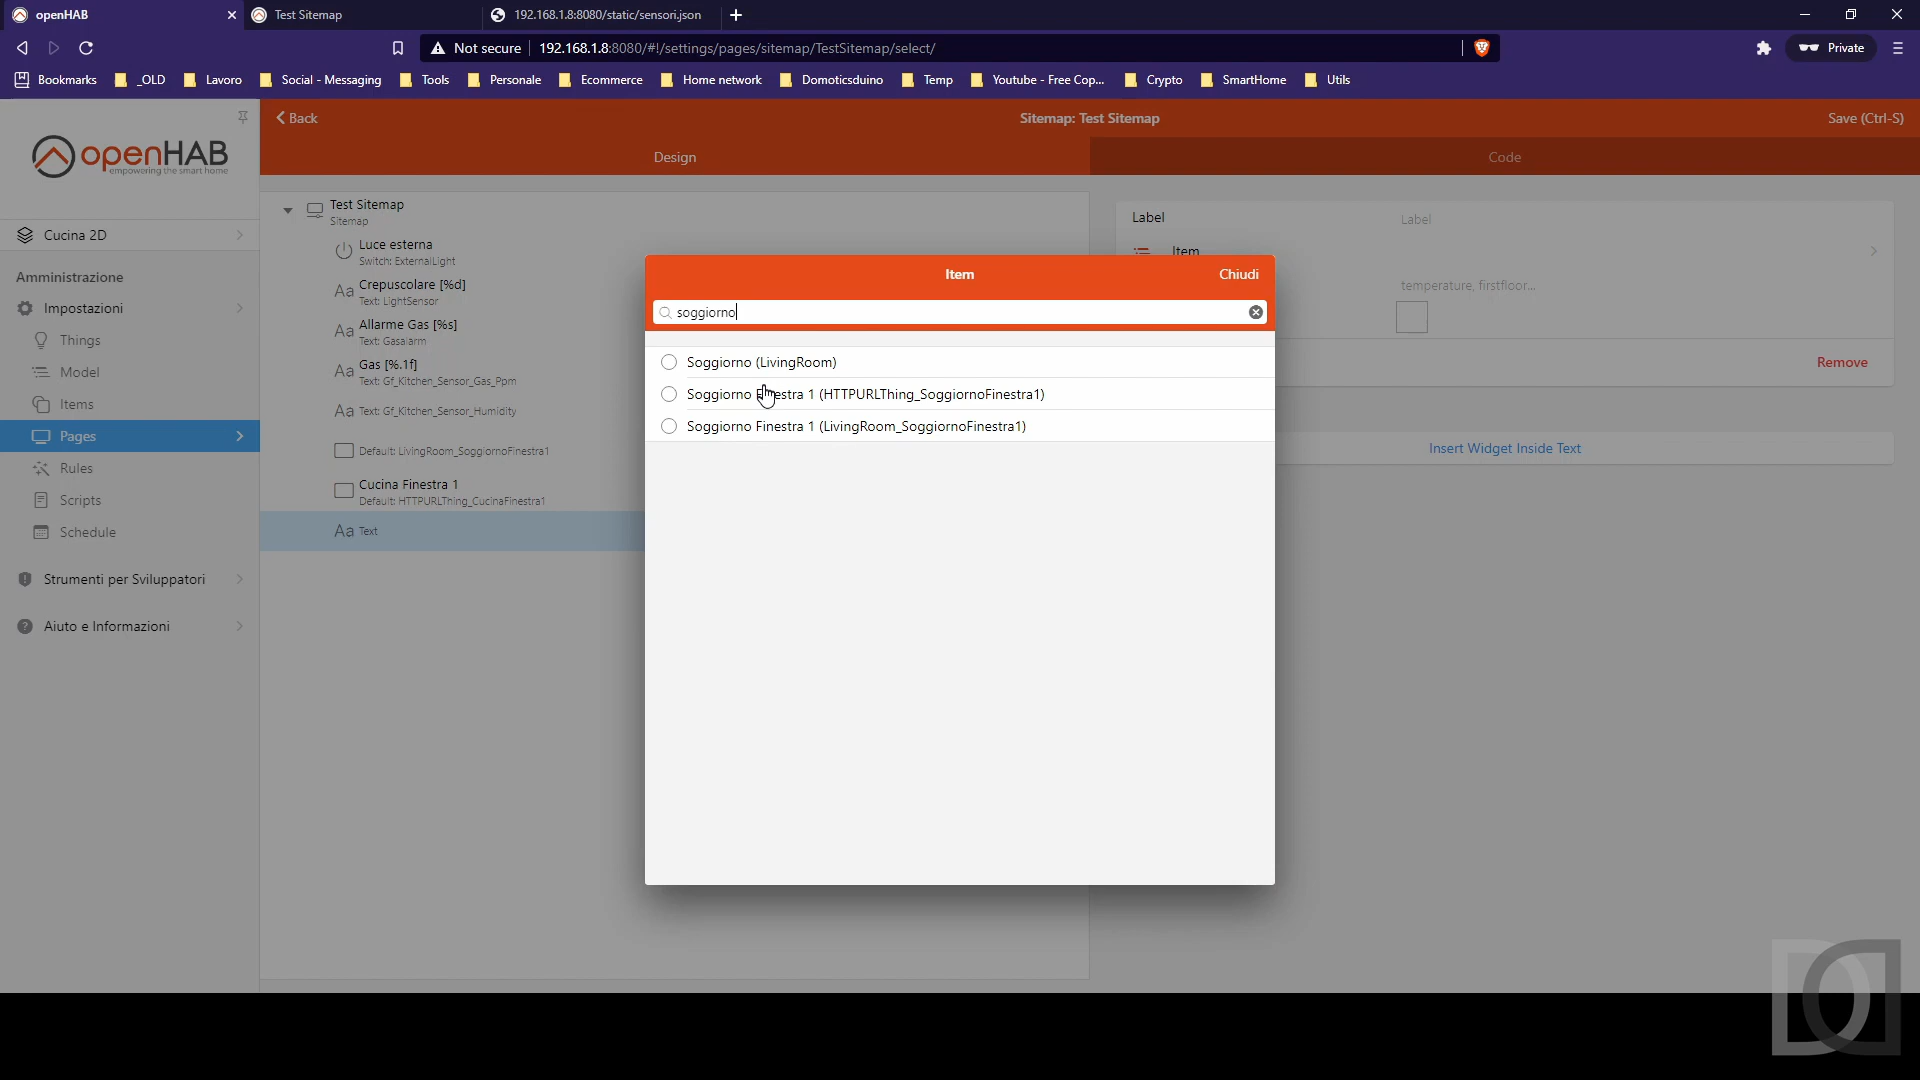 openHAB
Test Sitemap
192.168.1.8:8080/static/sensori.json
Not secure
192.168.1.8:8080/#!/settings/pages/sitemap/TestSitemap/select/
Private
Bookmarks
_OLD
Lavoro
Social - Messaging
Tools
Personale
Ecommerce
Home network
Domoticsduino
Temp
Youtube - Free Cop...
Crypto
SmartHome
Utils
openHAB
empowering the smart home
Cucina 2D
Amministrazione
Impostazioni
Things
Model
Items
Pages
Rules
Scripts
Schedule
Strumenti per Sviluppatori
Aiuto e Informazioni
Back
Sitemap: Test Sitemap
Save (Ctrl-S)
Design
Code
Test Sitemap
Sitemap
Luce esterna
Switch: ExternalLight
Aa Crepuscolare [%d]
Text: LightSensor
Aa Allarme Gas [%s]
Text: Gasalarm
Aa Gas [%.1f]
Text: Gf_Kitchen_Sensor_Gas_Ppm
Aa Text: Gf_Kitchen_Sensor_Humidity
Default: LivingRoom_SoggiornoFinestra1
Cucina Finestra 1
Default: HTTPURLThing_CucinaFinestra1
Aa Text
Item
Chiudi
soggiorno
Soggiorno (LivingRoom)
Soggiorno Finestra 1 (HTTPURLThing_SoggiornoFinestra1)
Soggiorno Finestra 1 (LivingRoom_SoggiornoFinestra1)
Label
Label
Item
temperature, firstfloor...
Remove
Insert Widget Inside Text